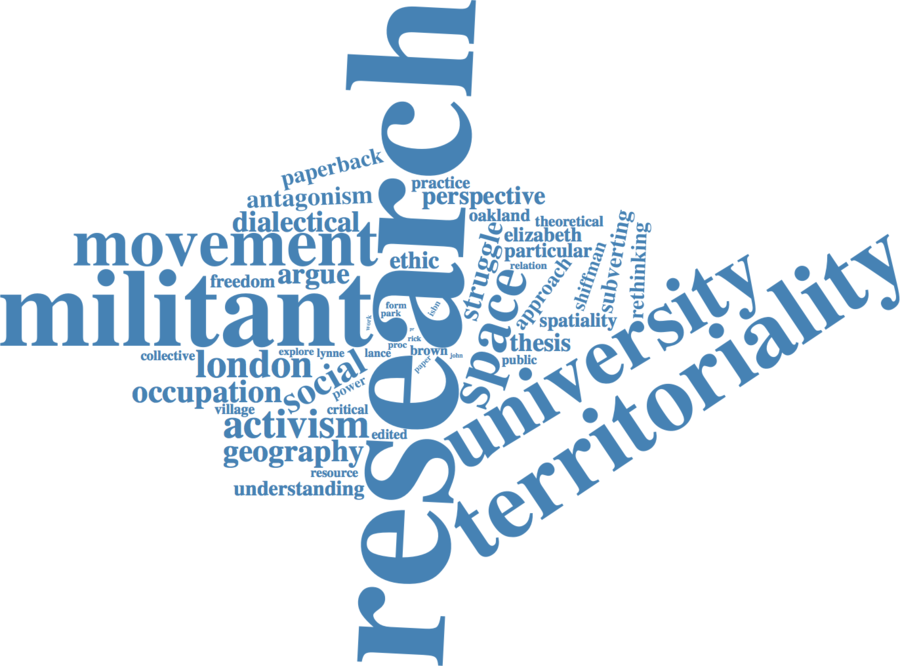 research
paperback
practice
antagonism
perspective
dialectical
oakland
theoretical
movement
elizabeth
struggle
subverting
rethinking
particular
ethic
argue
relation
freedom
approach
shiffman
militant
space
university
territoriality
form
park
isbn
work
spatiality
rick
thesis
proc
collective
explore
lynne
lance
brown
john
paper
public
london
social
power
occupation
village
critical
activism
edited
geography
resource
understanding